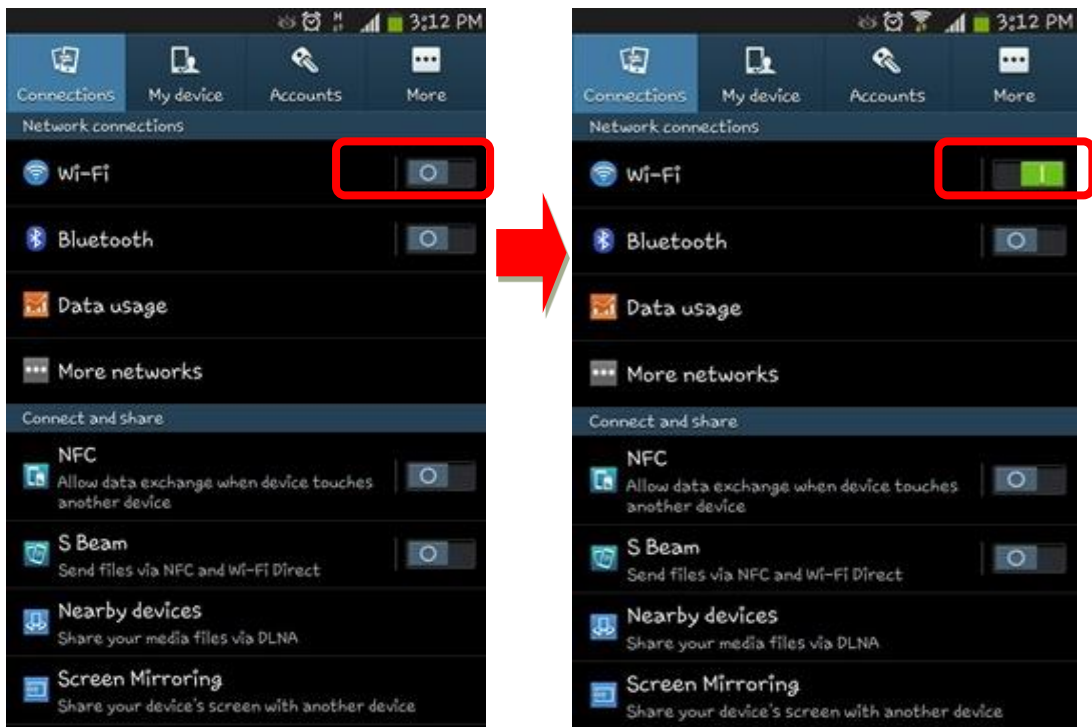 3:12 PM
Connections My device Accounts More
Network connections
Wi-Fi
Bluetooth
Data usage
More networks
Connect and share
NFC
Allow data exchange when device touches
another device
S Beam
Send files via NFC and Wi-Fi Direct
Nearby devices
Share your media files via DLNA
Screen Mirroring
Share your device's screen with another device
3:12 PM
Connections My device Accounts More
Network connections
Wi-Fi
Bluetooth
Data usage
More networks
Connect and share
NFC
Allow data exchange when device touches
another device
S Beam
Send files via NFC and Wi-Fi Direct
Nearby devices
Share your media files via DLNA
Screen Mirroring
Share your device's screen with another device